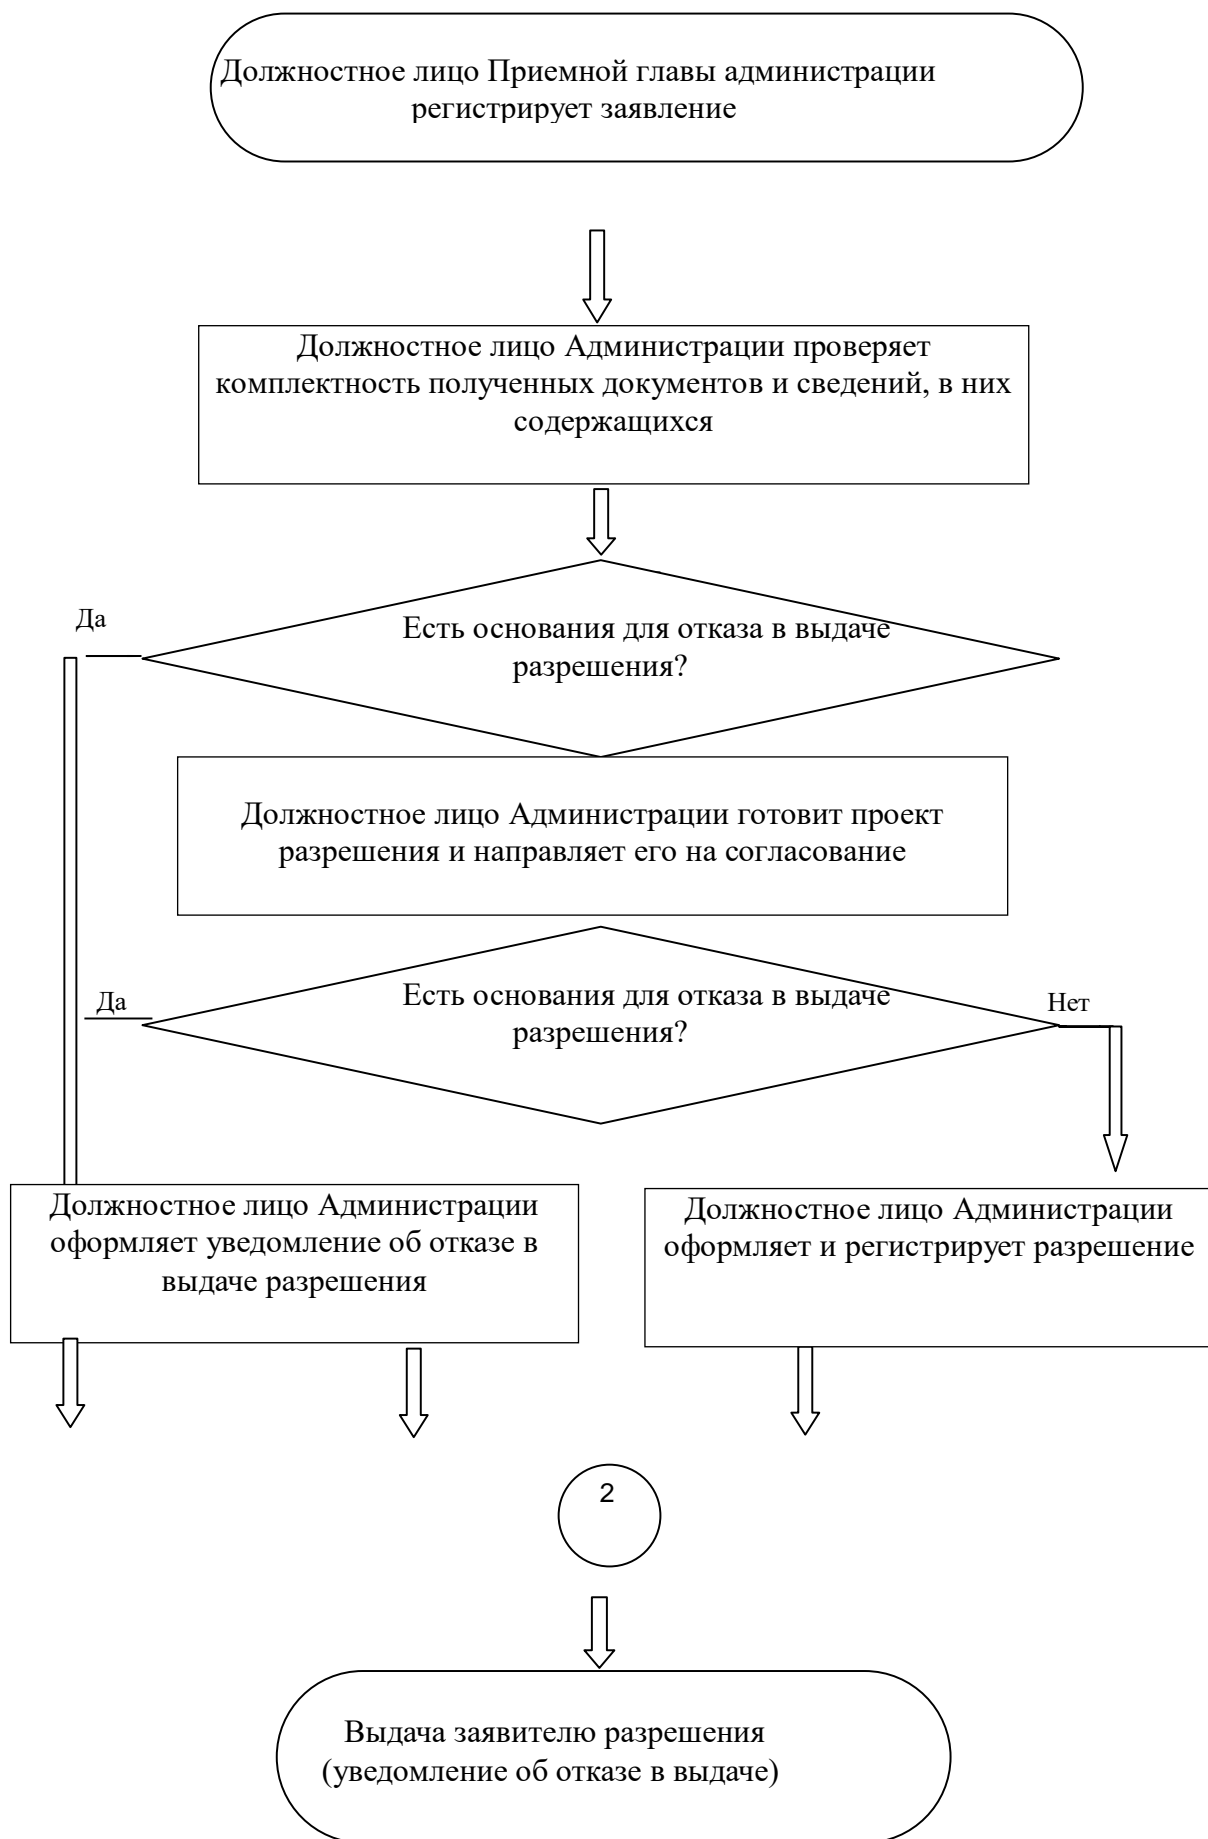 Должностное лицо Приемной главы администрации
регистрирует заявление
Должностное лицо Администрации проверяет
комплектность полученных документов и сведений, в них
содержащихся
Да
Есть основания для отказа в выдаче
разрешения?
Должностное лицо Администрации готовит проект
разрешения и направляет его на согласование
Да
Есть основания для отказа в выдаче
разрешения?
Нет
Должностное лицо Администрации
оформляет уведомление об отказе в
выдаче разрешения
Должностное лицо Администрации
оформляет и регистрирует разрешение
2
Выдача заявителю разрешения
(уведомление об отказе в выдаче)